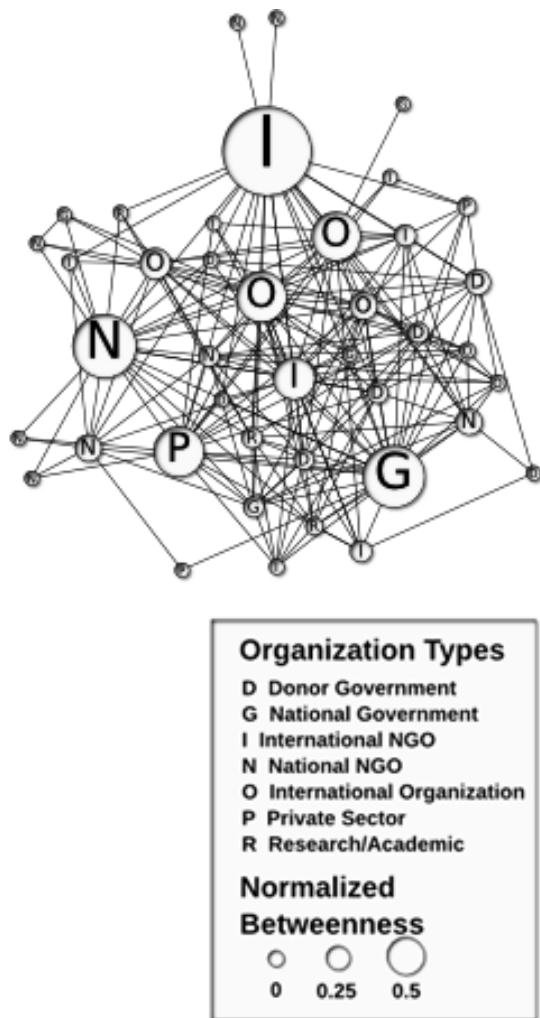 I
O
P
I
O
O
D
O
N
D
N
I
D
N
N
P
R
D
G
G
R
I
Organization Types
D Donor Government
G National Government
I International NGO
N National NGO
O International Organization
P Private Sector
R Research/Academic
Normalized
Betweenness
0 0.25 0.5